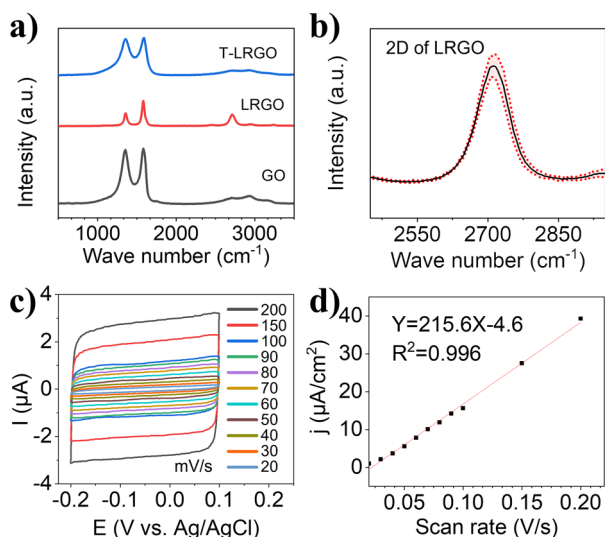 a)
T-LRGO
LRGO
GO
Intensity (a.u.)
1000 2000 3000
Wave number (cm⁻¹)
b)
2D of LRGO
Intensity (a.u.)
2550 2700 2850
Wave number (cm⁻¹)
c)
4
2
0
-2
-4
I (μA)
200
150
100
90
80
70
60
50
40
30
20
mV/s
-0.2 -0.1 0.0 0.1 0.2
E (V vs. Ag/AgCl)
d)
Y=215.6X-4.6
R²=0.996
40
30
20
10
0
j (μA/cm²)
0.05 0.10 0.15 0.20
Scan rate (V/s)